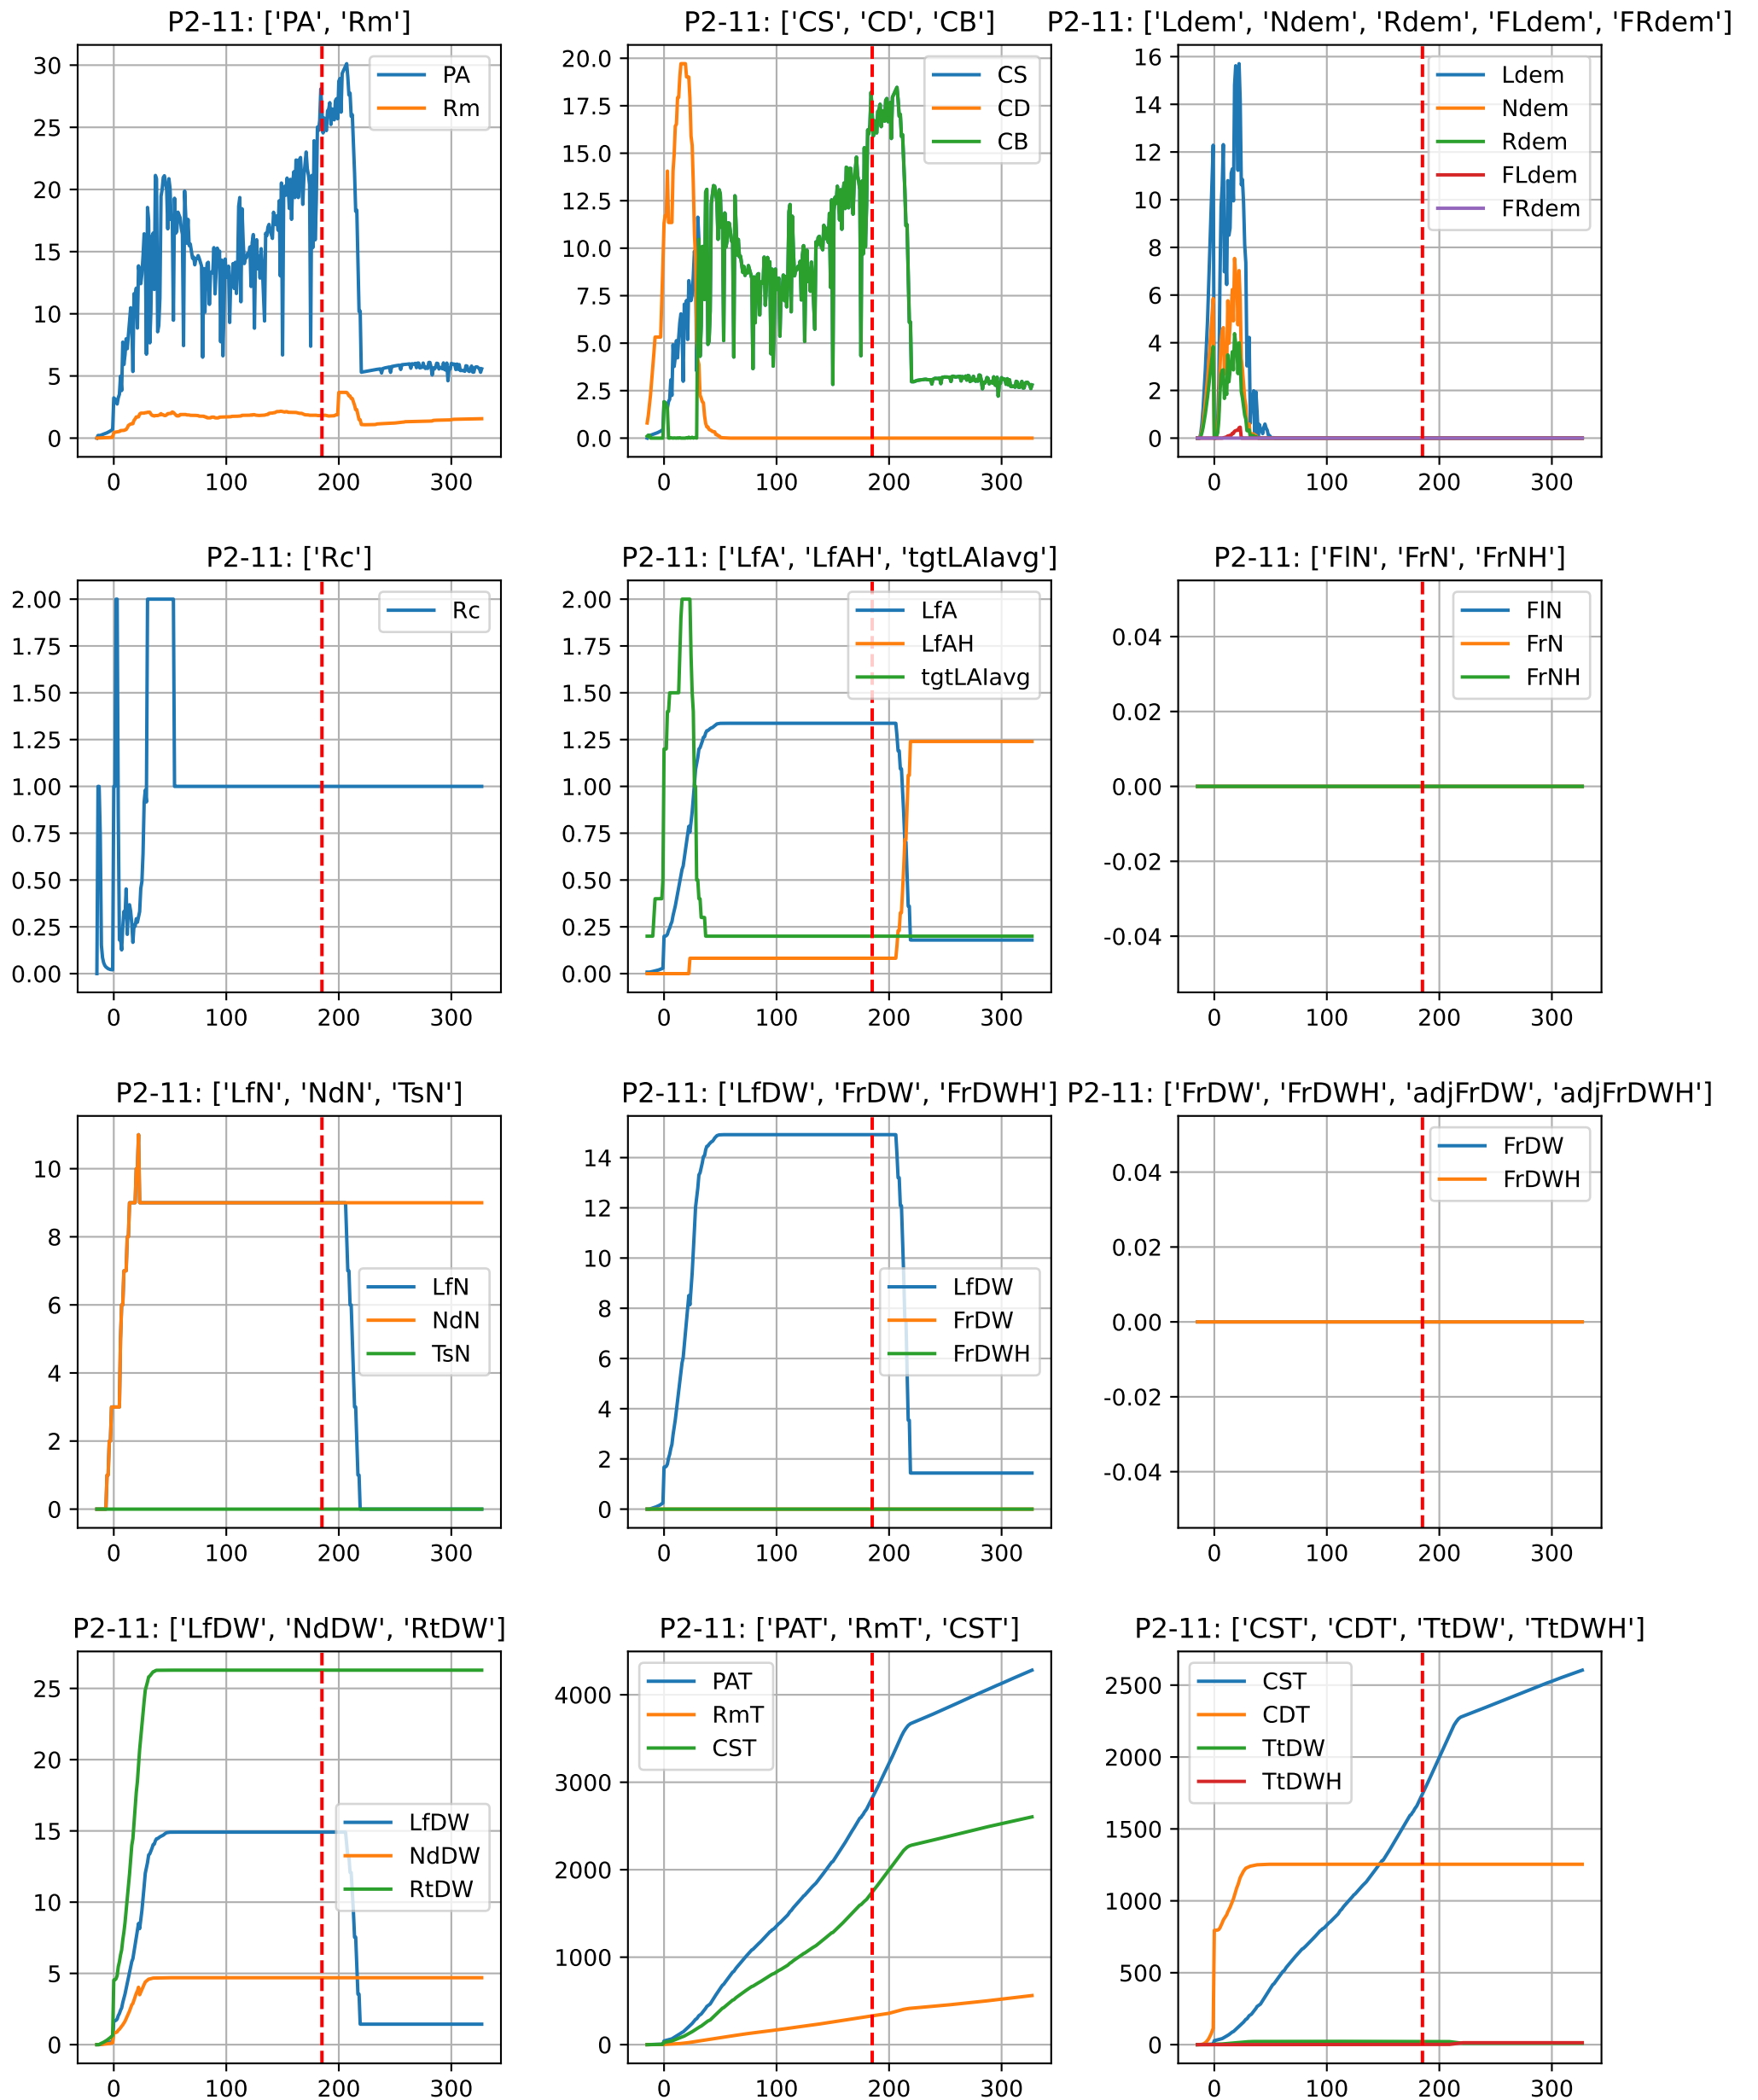 P2-11: ['PA', 'Rm']
30
25
20
15
10
5
0
0 100 200 300
PA
Rm
P2-11: ['CS', 'CD', 'CB']
20.0
17.5
15.0
12.5
10.0
7.5
5.0
2.5
0.0
0 100 200 300
CS
CD
CB
P2-11: ['Ldem', 'Ndem', 'Rdem', 'FLdem', 'FRdem']
16
14
12
10
8
6
4
2
0
0 100 200 300
Ldem
Ndem
Rdem
FLdem
FRdem
P2-11: ['Rc']
2.00
1.75
1.50
1.25
1.00
0.75
0.50
0.25
0.00
0 100 200 300
Rc
P2-11: ['LfA', 'LfAH', 'tgtLAIavg']
2.00
1.75
1.50
1.25
1.00
0.75
0.50
0.25
0.00
0 100 200 300
LfA
LfAH
tgtLAIavg
P2-11: ['FlN', 'FrN', 'FrNH']
0.04
0.02
0.00
-0.02
-0.04
0 100 200 300
FlN
FrN
FrNH
P2-11: ['LfN', 'NdN', 'TsN']
10
8
6
4
2
0
0 100 200 300
LfN
NdN
TsN
P2-11: ['LfDW', 'FrDW', 'FrDWH']
14
12
10
8
6
4
2
0
0 100 200 300
LfDW
FrDW
FrDWH
P2-11: ['FrDW', 'FrDWH', 'adjFrDW', 'adjFrDWH']
0.04
0.02
0.00
-0.02
-0.04
0 100 200 300
FrDW
FrDWH
P2-11: ['LfDW', 'NdDW', 'RtDW']
25
20
15
10
5
0
0 100 200 300
LfDW
NdDW
RtDW
P2-11: ['PAT', 'RmT', 'CST']
4000
3000
2000
1000
0
0 100 200 300
PAT
RmT
CST
P2-11: ['CST', 'CDT', 'TtDW', 'TtDWH']
2500
2000
1500
1000
500
0
0 100 200 300
CST
CDT
TtDW
TtDWH